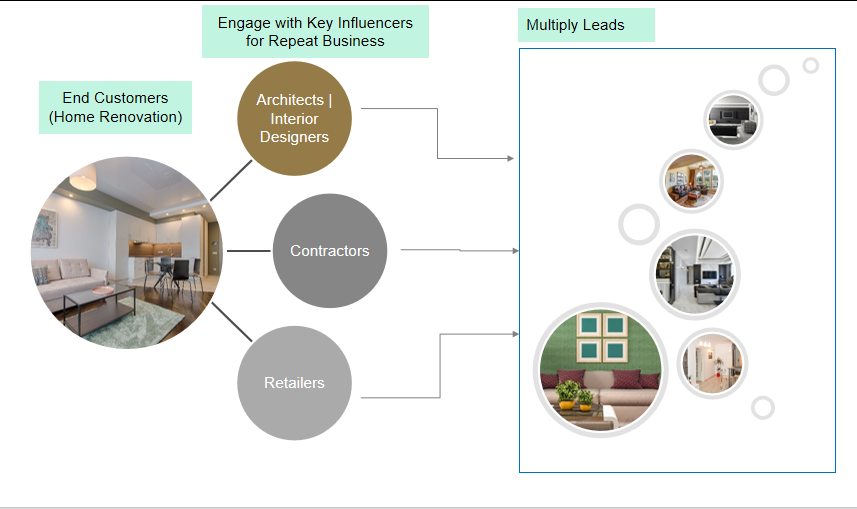 Engage with Key Influencers
for Repeat Business
Multiply Leads
End Customers
(Home Renovation)
Architects |
Interior
Designers
Contractors
Retailers